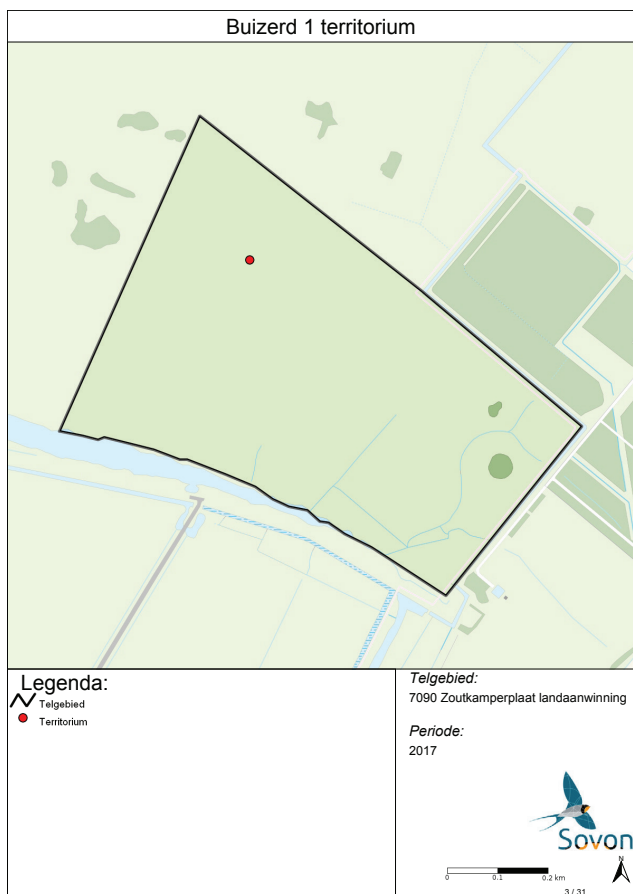 Buizerd 1 territorium
Legenda:
Telgebied
Territorium
Telgebied:
7090 Zoutkamperplaat landaanwinning
Periode:
2017
Sovon
N
0 0.1 0.2 km
3 / 31